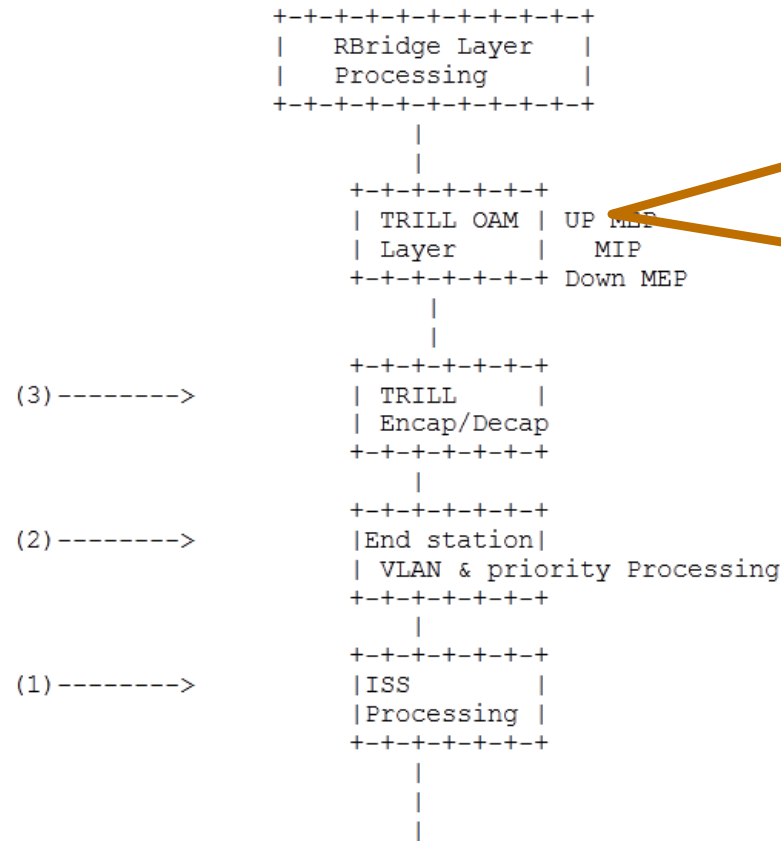 +-+-+-+-+-+-+-+-+-+-+
|   RBridge Layer   |
|   Processing      |
+-+-+-+-+-+-+-+-+-+-+
|
|
+-+-+-+-+-+-+
| TRILL OAM | UP MEP
| Layer     |   MIP
+-+-+-+-+-+-+ Down MEP
|
|
+-+-+-+-+-+-+
(3)--------> | TRILL     |
| Encap/Decap
+-+-+-+-+-+-+
|
+-+-+-+-+-+-+
(2)--------> |End station|
| VLAN & priority Processing
+-+-+-+-+-+-+
|
+-+-+-+-+-+-+
(1)--------> |ISS        |
|Processing |
+-+-+-+-+-+-+
|
|
|